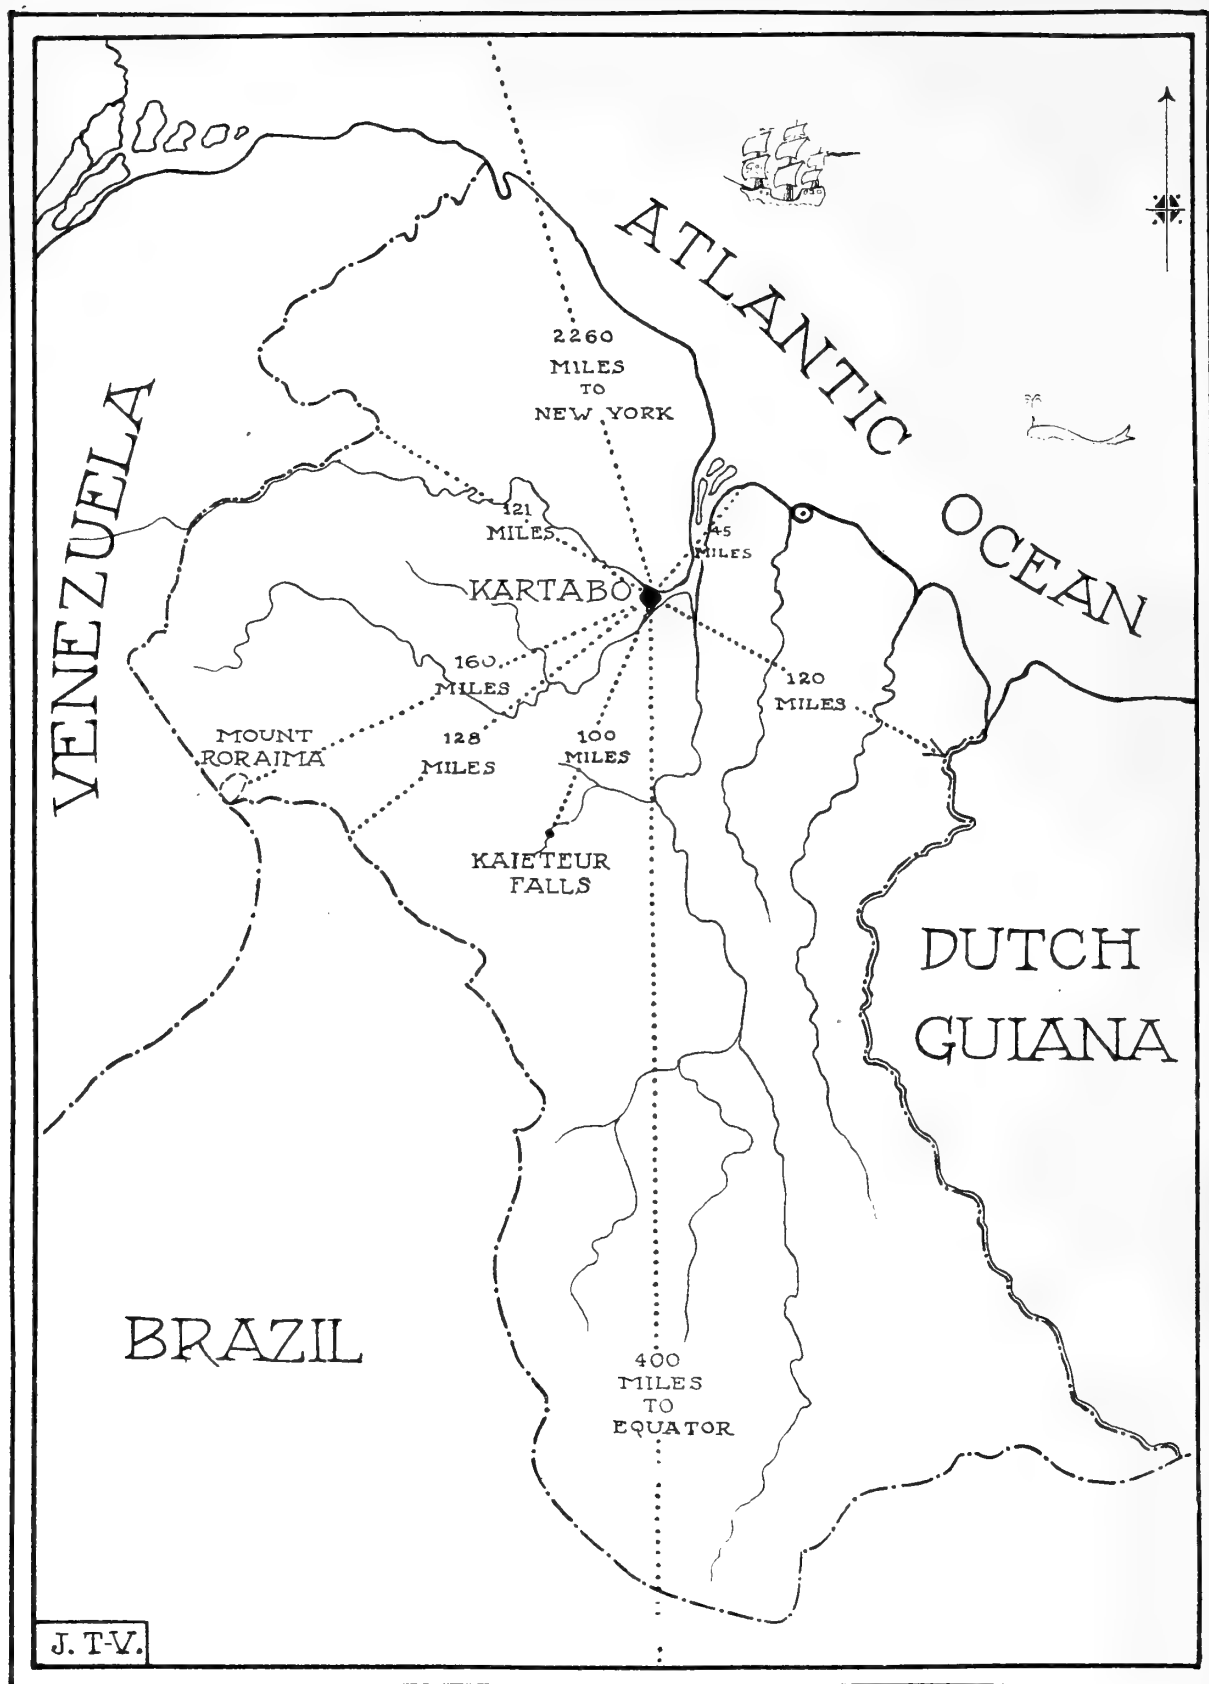 ATLANTIC
OCEAN
2260
MILES
TO
NEW YORK
VENEZUELA
121
MILES
45
MILES
KARTABO
160
MILES
120
MILES
MOUNT
RORAIMA
128
MILES
100
MILES
KAIETEUR
FALLS
DUTCH
GUIANA
BRAZIL
400
MILES
TO
EQUATOR
J. T-V.